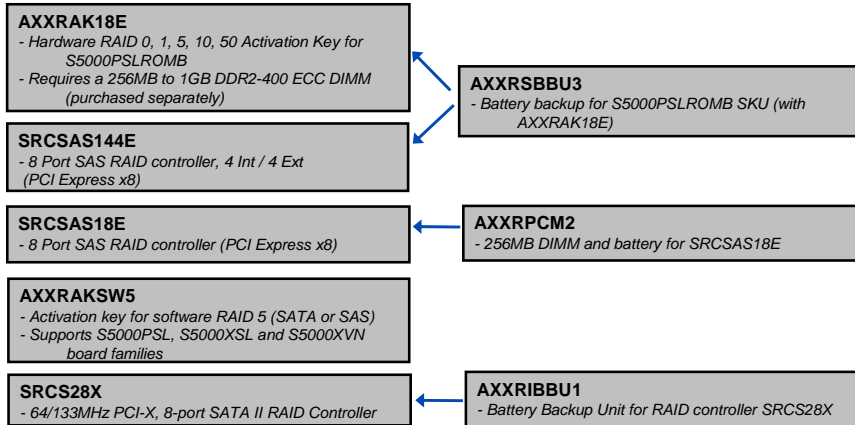 AXXRAK18E
- Hardware RAID 0, 1, 5, 10, 50 Activation Key for
S5000PSLROMB
- Requires a 256MB to 1GB DDR2-400 ECC DIMM
(purchased separately)
AXXRSBBU3
- Battery backup for S5000PSLROMB SKU (with
AXXRAK18E)
SRCSAS144E
- 8 Port SAS RAID controller, 4 Int / 4 Ext
(PCI Express x8)
SRCSAS18E
- 8 Port SAS RAID controller (PCI Express x8)
AXXRPCM2
- 256MB DIMM and battery for SRCSAS18E
AXXRAKSW5
- Activation key for software RAID 5 (SATA or SAS)
- Supports S5000PSL, S5000XSL and S5000XVN
board families
SRCS28X
- 64/133MHz PCI-X, 8-port SATA II RAID Controller
AXXRIBBU1
- Battery Backup Unit for RAID controller SRCS28X